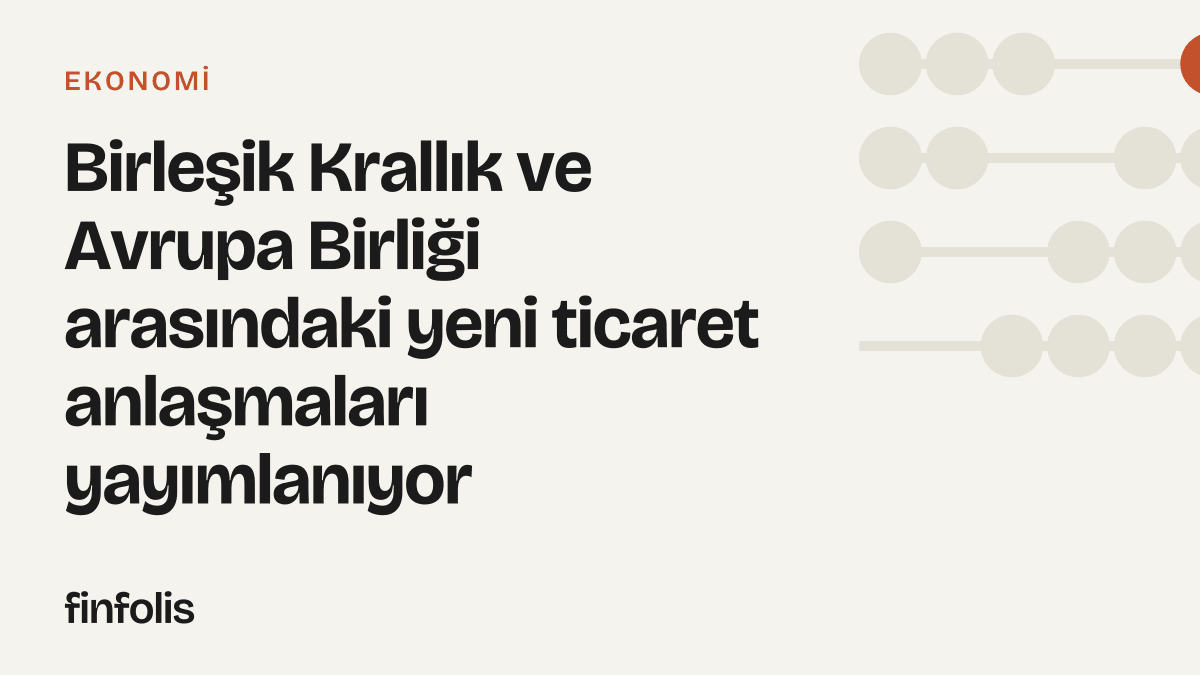 EKONOMİ
Birleşik Krallık ve
Avrupa Birliği
arasındaki yeni ticaret
anlaşmaları
yayımlanıyor
finfolis